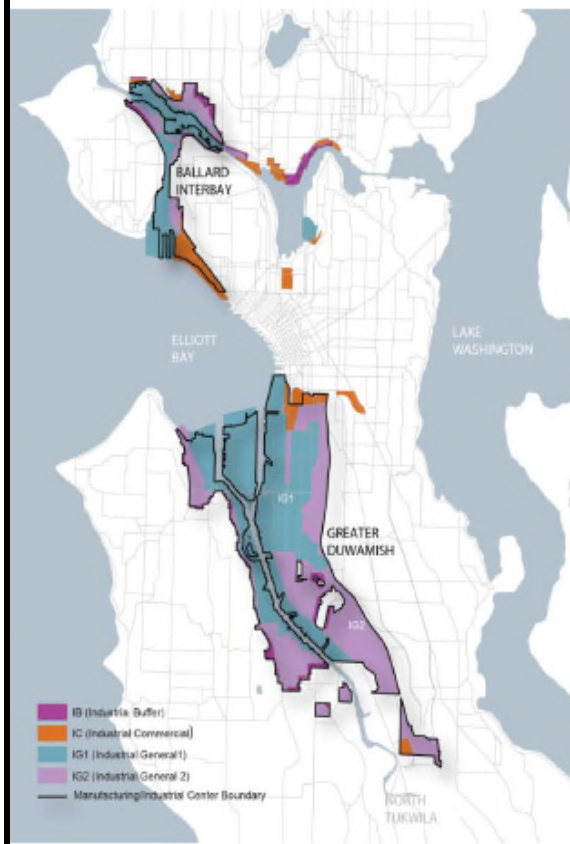 BALLARD
INTERBAY
ELLIOTT
BAY
LAKE
WASHINGTON
IG1
GREATER
DUWAMISH
IG2
IB (Industrial Buffer)
IC (Industrial Commercial)
IG1 (Industrial General1)
IG2 (Industrial General 2)
Manufacturing/Industrial Center Boundary
NORTH
TUKWILA